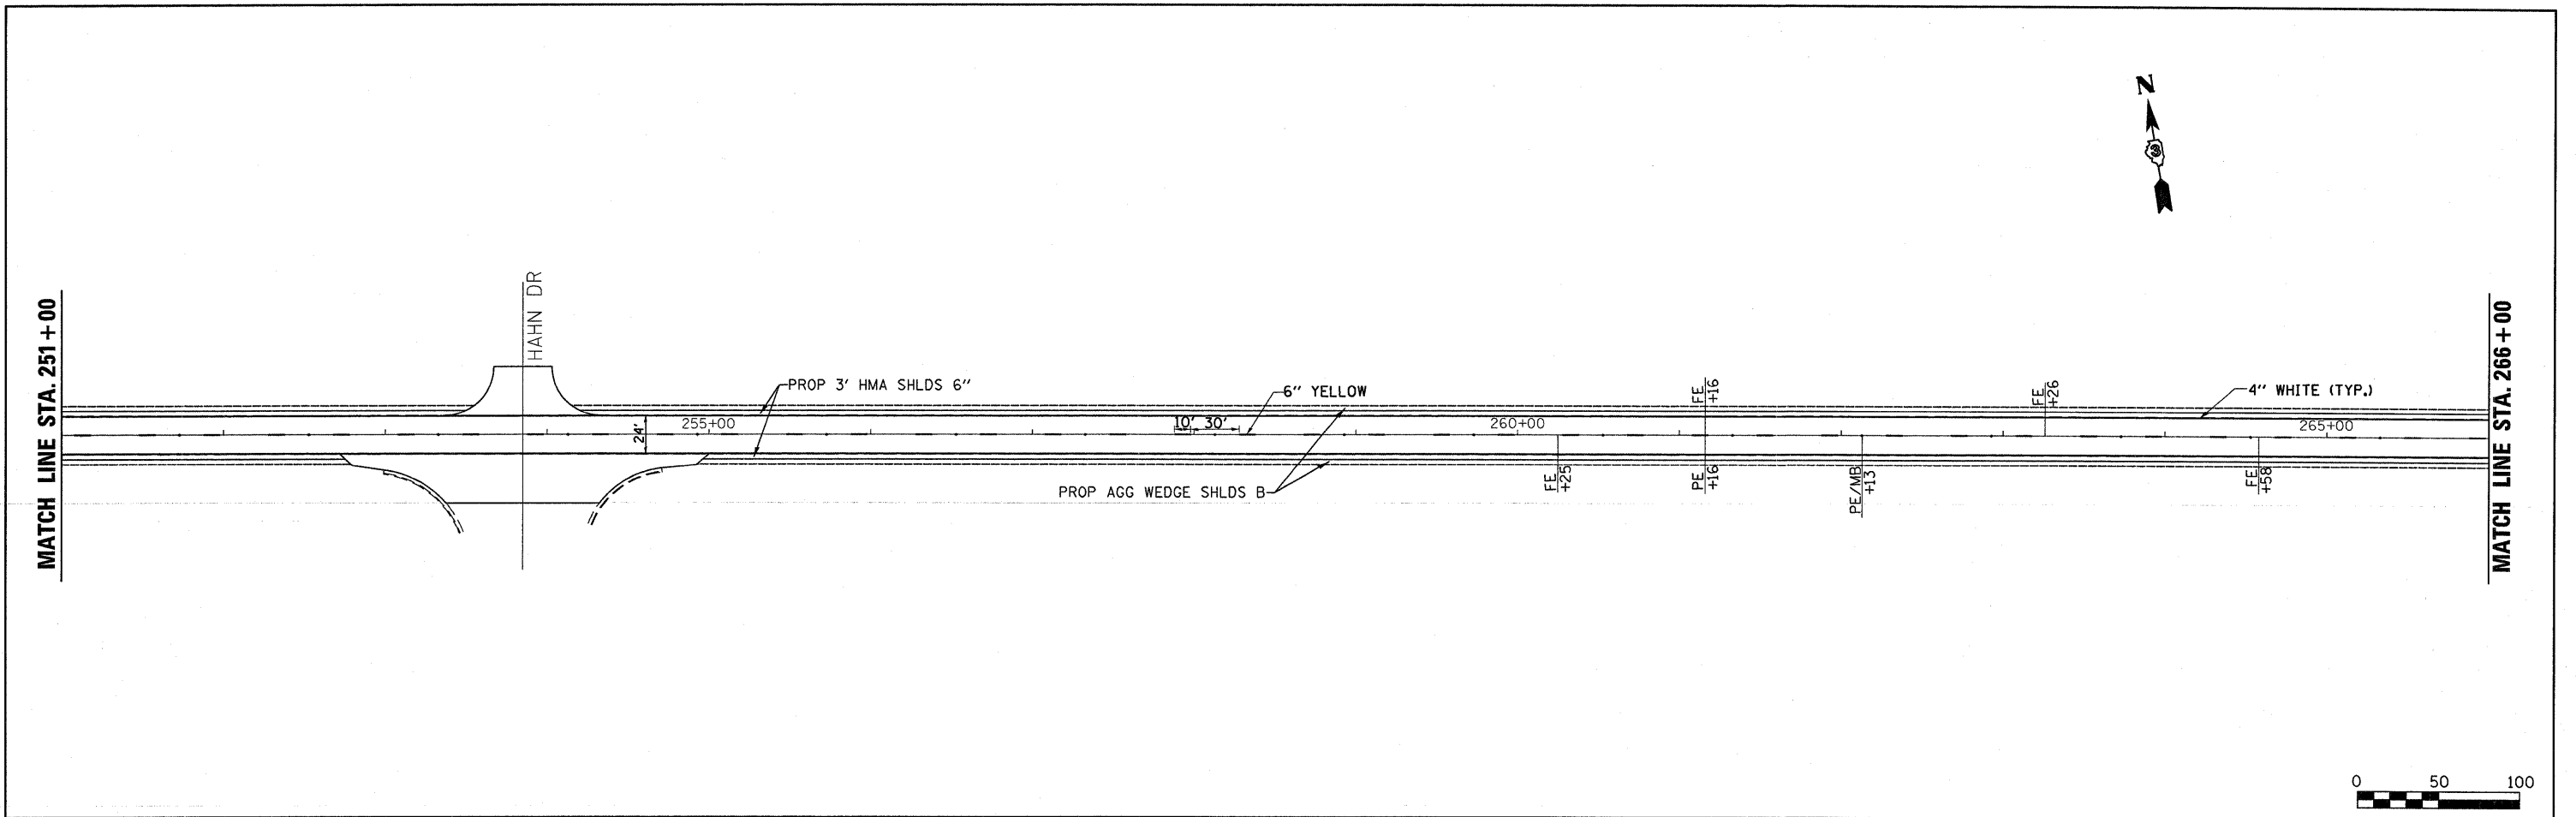 N
3
MATCH LINE STA. 251+00
HAHN DR
PROP 3' HMA SHLDS 6"
24'
255+00
10' 30'
6" YELLOW
PROP AGG WEDGE SHLDS B
260+00
FE
+25
FE
+16
PE
+16
PE/MB
+13
FE
+26
4" WHITE (TYP.)
265+00
FE
+58
MATCH LINE STA. 266+00
0 50 100